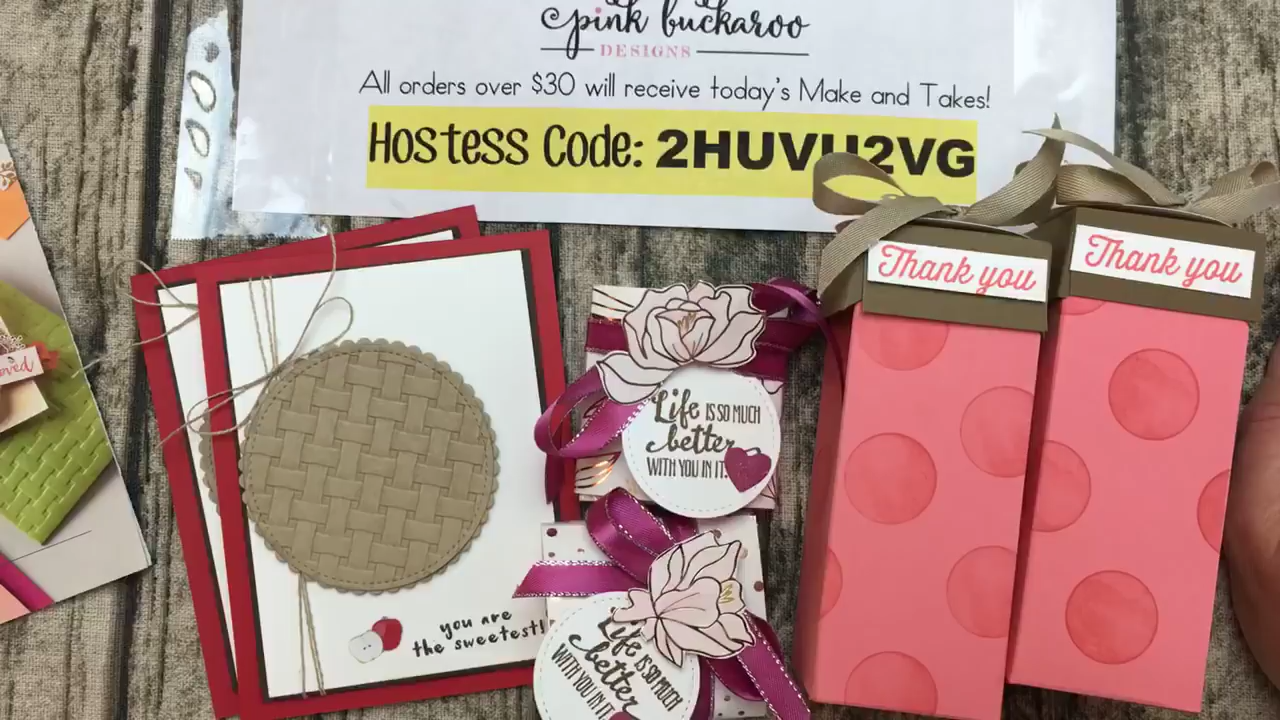 pink buckaroo
DESIGNS
All orders over $30 will receive today's Make and Takes!
Hostess Code: 2HUVU2VG
Thank you
Thank you
Life IS SO MUCH
better
WITH YOU IN IT.
you are
the sweetest!
Life IS SO MUCH
better
WITH YOU IN IT.